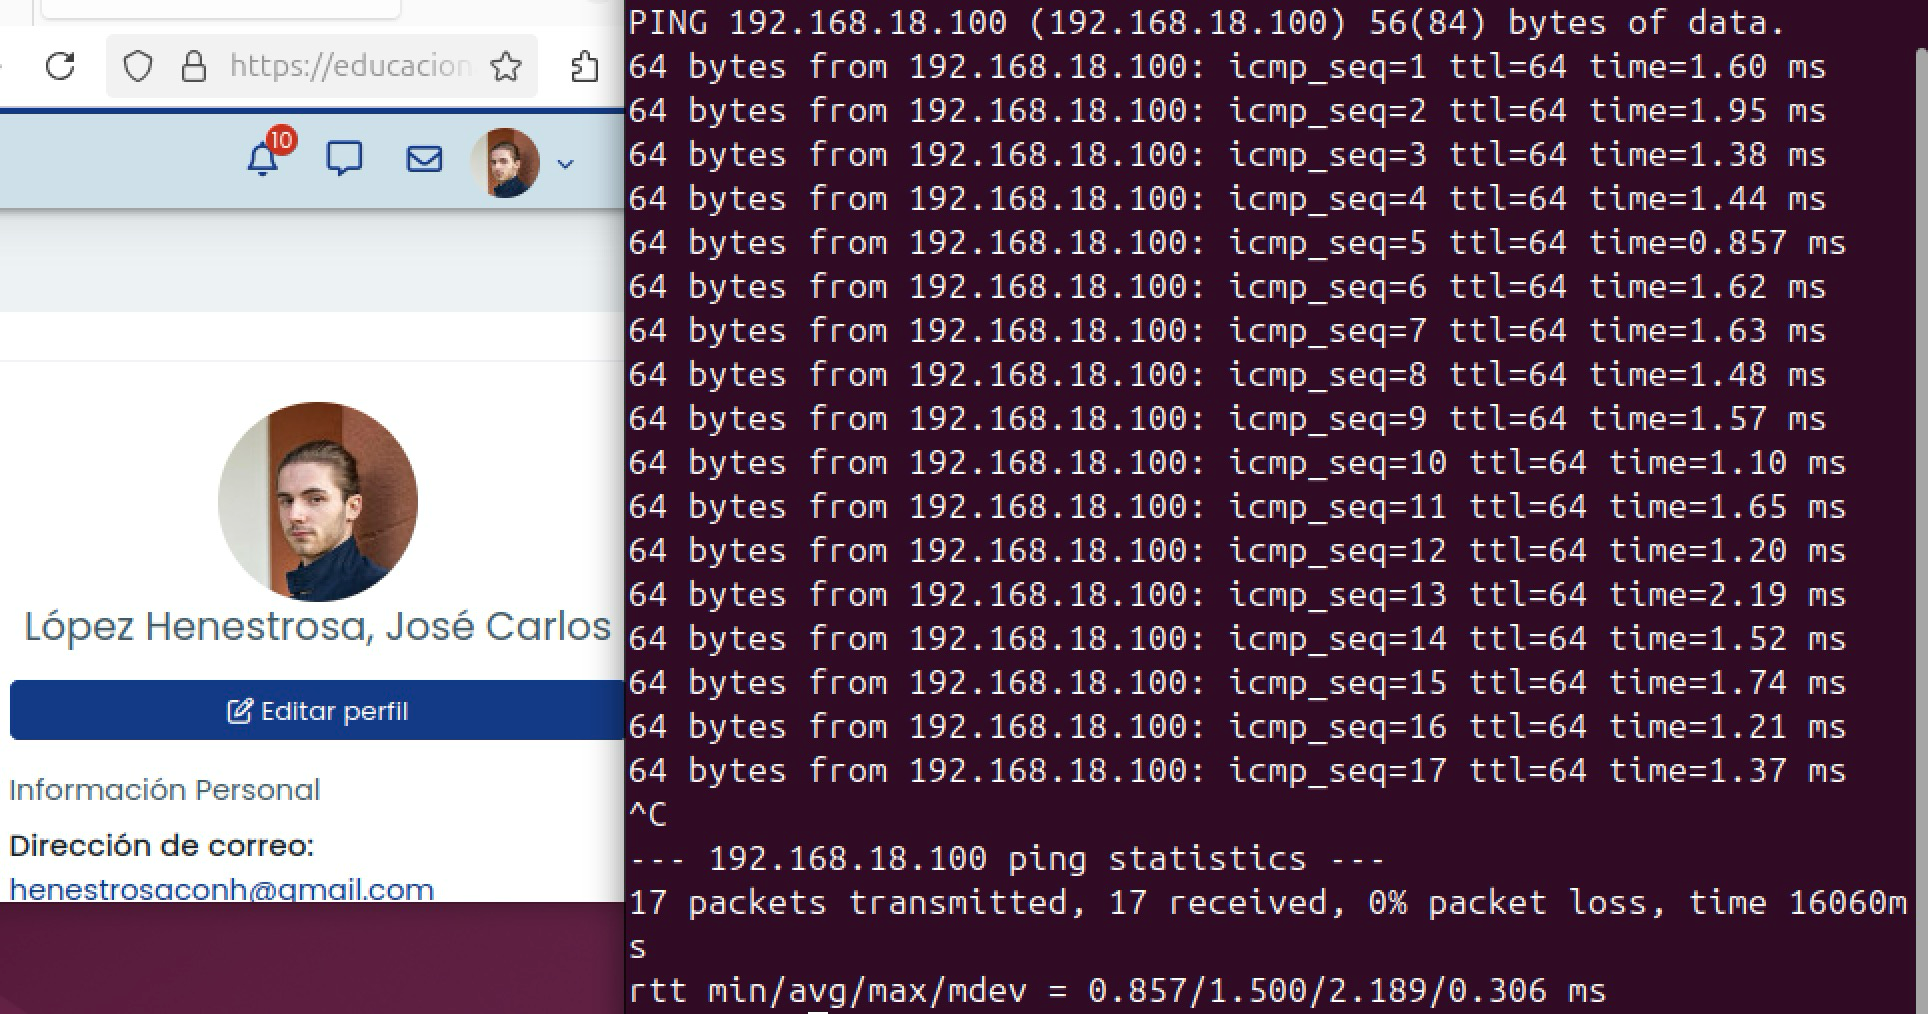 https://educacion
10
López Henestrosa, José Carlos
Editar perfil
Información Personal
Dirección de correo:
henestrosaconh@gmail.com
PING 192.168.18.100 (192.168.18.100) 56(84) bytes of data.
64 bytes from 192.168.18.100: icmp_seq=1 ttl=64 time=1.60 ms
64 bytes from 192.168.18.100: icmp_seq=2 ttl=64 time=1.95 ms
64 bytes from 192.168.18.100: icmp_seq=3 ttl=64 time=1.38 ms
64 bytes from 192.168.18.100: icmp_seq=4 ttl=64 time=1.44 ms
64 bytes from 192.168.18.100: icmp_seq=5 ttl=64 time=0.857 ms
64 bytes from 192.168.18.100: icmp_seq=6 ttl=64 time=1.62 ms
64 bytes from 192.168.18.100: icmp_seq=7 ttl=64 time=1.63 ms
64 bytes from 192.168.18.100: icmp_seq=8 ttl=64 time=1.48 ms
64 bytes from 192.168.18.100: icmp_seq=9 ttl=64 time=1.57 ms
64 bytes from 192.168.18.100: icmp_seq=10 ttl=64 time=1.10 ms
64 bytes from 192.168.18.100: icmp_seq=11 ttl=64 time=1.65 ms
64 bytes from 192.168.18.100: icmp_seq=12 ttl=64 time=1.20 ms
64 bytes from 192.168.18.100: icmp_seq=13 ttl=64 time=2.19 ms
64 bytes from 192.168.18.100: icmp_seq=14 ttl=64 time=1.52 ms
64 bytes from 192.168.18.100: icmp_seq=15 ttl=64 time=1.74 ms
64 bytes from 192.168.18.100: icmp_seq=16 ttl=64 time=1.21 ms
64 bytes from 192.168.18.100: icmp_seq=17 ttl=64 time=1.37 ms
^C
--- 192.168.18.100 ping statistics ---
17 packets transmitted, 17 received, 0% packet loss, time 16060m
s
rtt min/avg/max/mdev = 0.857/1.500/2.189/0.306 ms